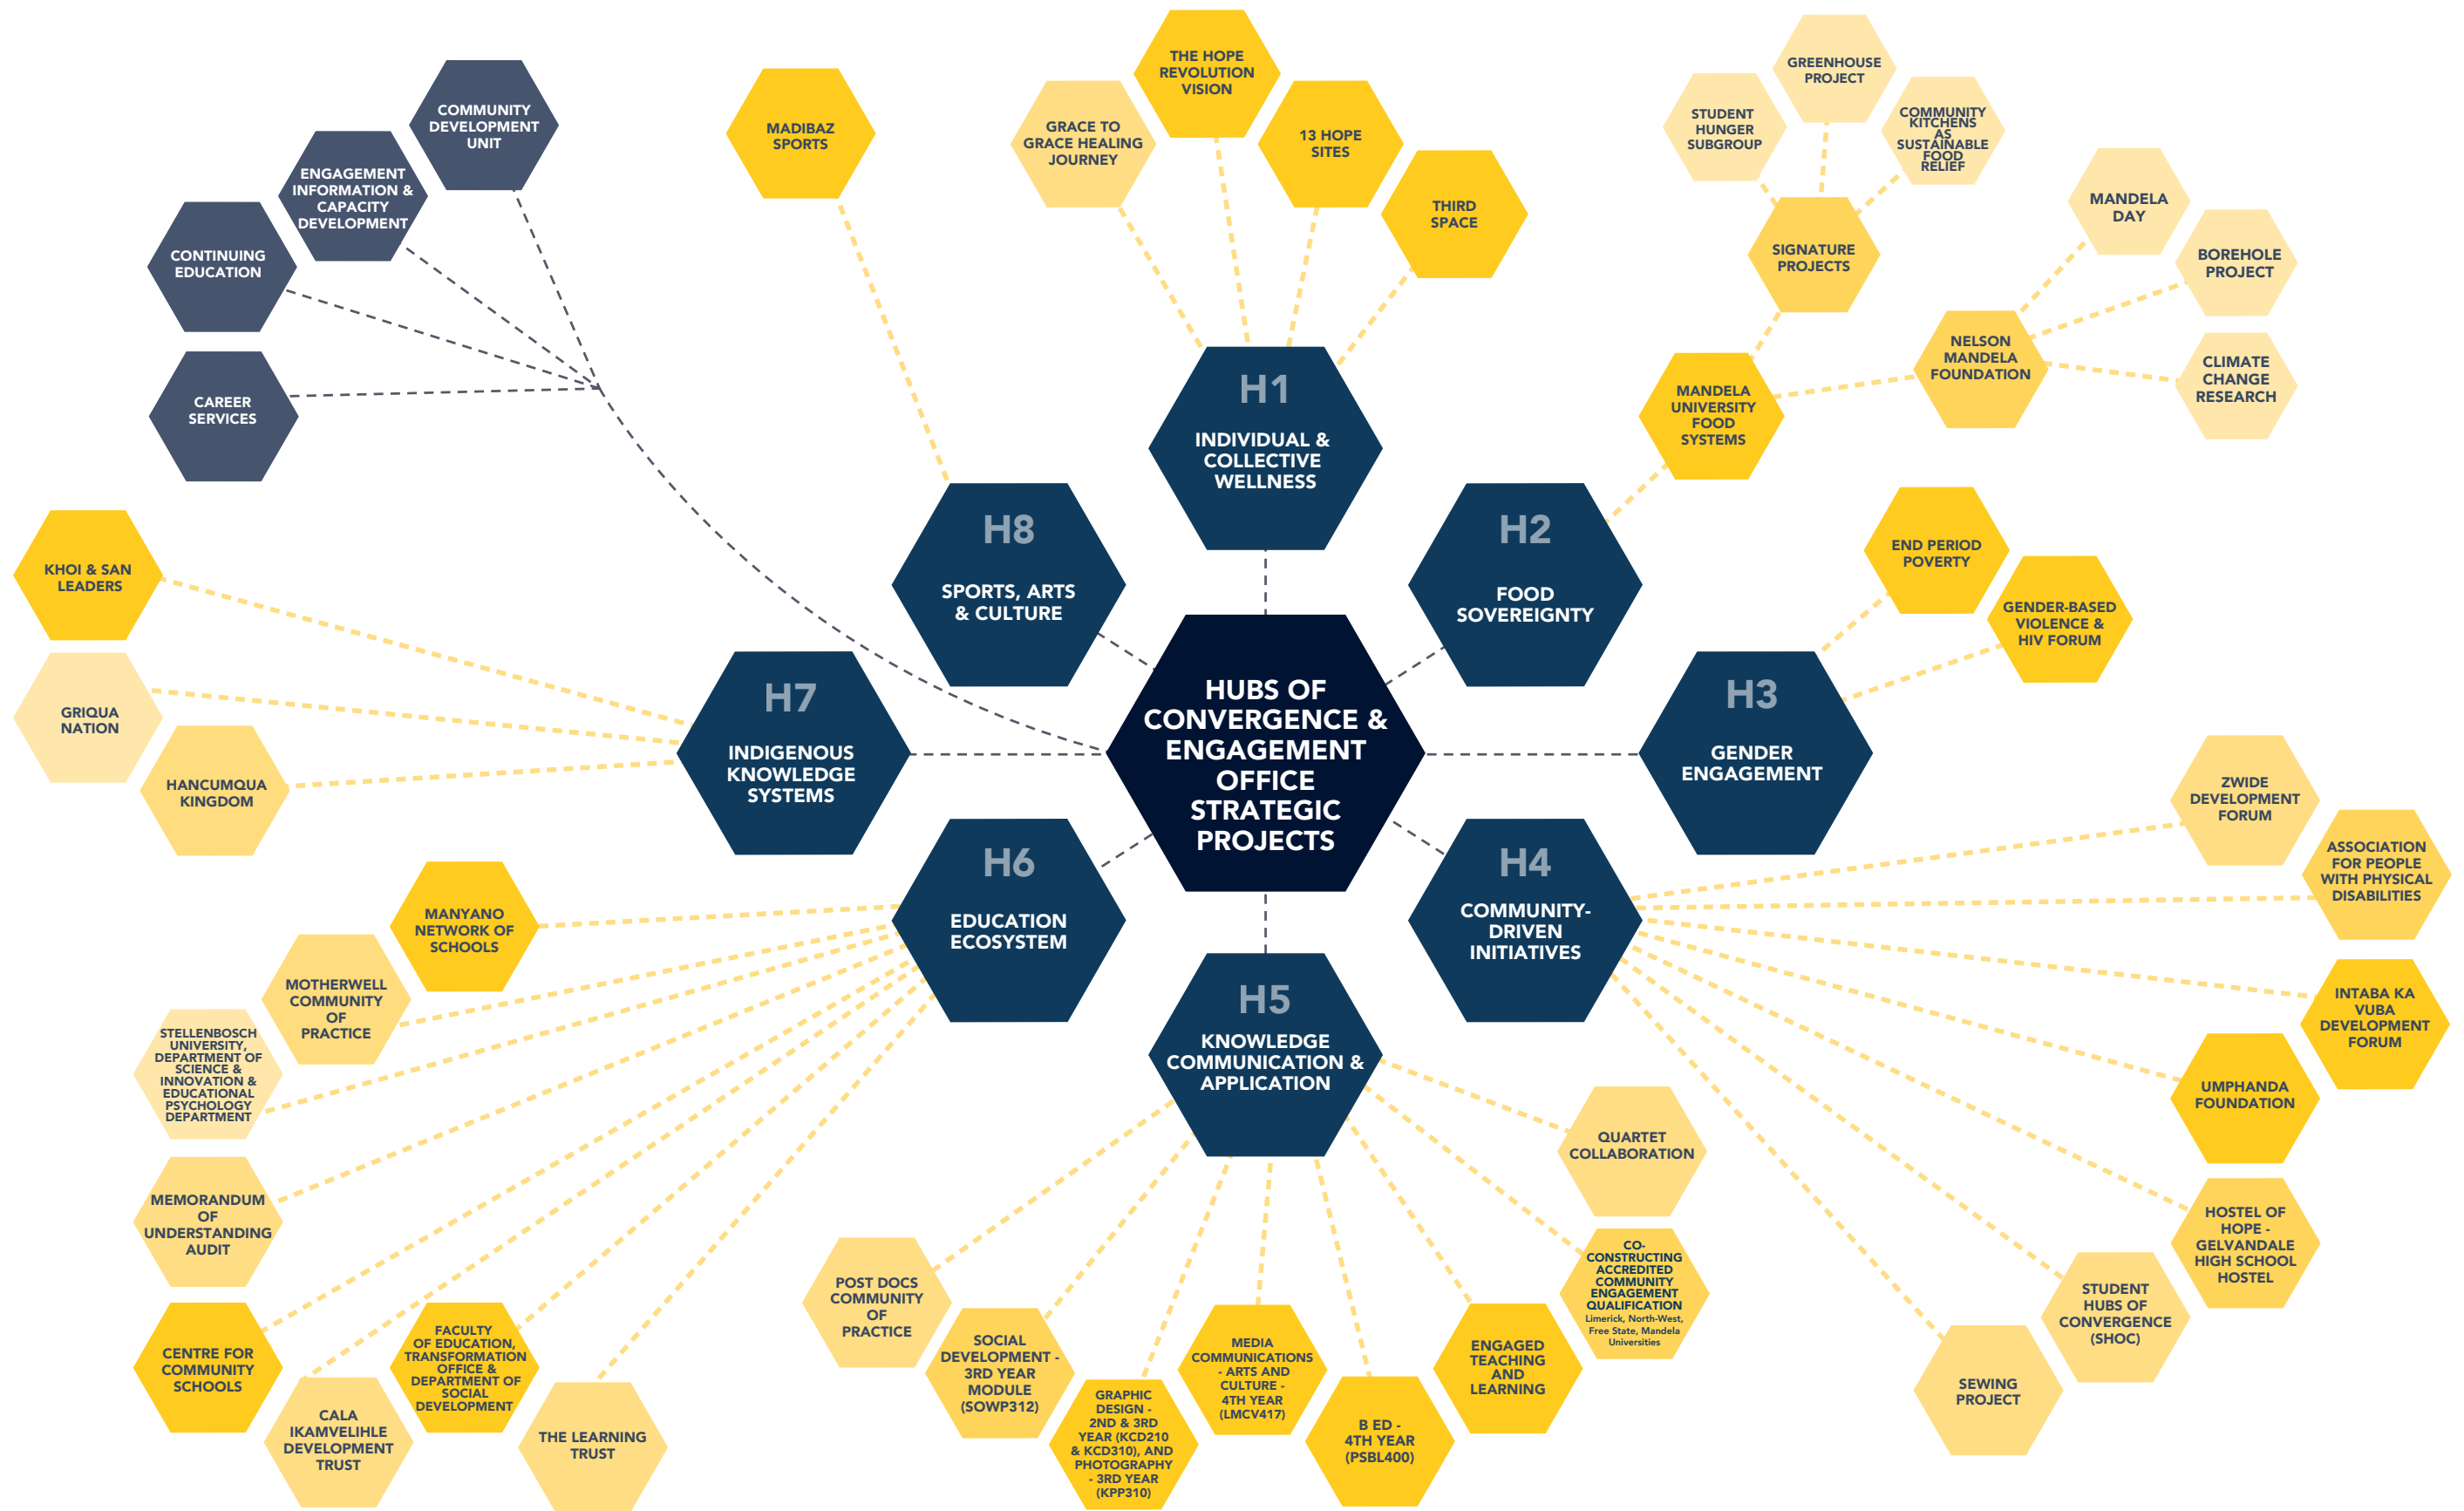 HUBS OF
CONVERGENCE &
ENGAGEMENT
OFFICE
STRATEGIC
PROJECTS
H1
INDIVIDUAL &
COLLECTIVE
WELLNESS
GRACE TO
GRACE HEALING
JOURNEY
THE HOPE
REVOLUTION
VISION
13 HOPE
SITES
THIRD
SPACE
H2
FOOD
SOVEREIGNTY
MANDELA
UNIVERSITY
FOOD
SYSTEMS
SIGNATURE
PROJECTS
STUDENT
HUNGER
SUBGROUP
GREENHOUSE
PROJECT
COMMUNITY
KITCHENS
AS
SUSTAINABLE
FOOD
RELIEF
NELSON
MANDELA
FOUNDATION
MANDELA
DAY
BOREHOLE
PROJECT
CLIMATE
CHANGE
RESEARCH
H3
GENDER
ENGAGEMENT
END PERIOD
POVERTY
GENDER-BASED
VIOLENCE &
HIV FORUM
H4
COMMUNITY-
DRIVEN
INITIATIVES
ZWIDE
DEVELOPMENT
FORUM
ASSOCIATION
FOR PEOPLE
WITH PHYSICAL
DISABILITIES
INTABA KA
VUBA
DEVELOPMENT
FORUM
UMPHANDA
FOUNDATION
HOSTEL OF
HOPE -
GELVANDALE
HIGH SCHOOL
HOSTEL
STUDENT
HUBS OF
CONVERGENCE
(SHOC)
SEWING
PROJECT
H5
KNOWLEDGE
COMMUNICATION &
APPLICATION
QUARTET
COLLABORATION
CO-
CONSTRUCTING
ACCREDITED
COMMUNITY
ENGAGEMENT
QUALIFICATION
Limerick, North-West,
Free State, Mandela
Universities
ENGAGED
TEACHING
AND
LEARNING
B ED -
4TH YEAR
(PSBL400)
MEDIA
COMMUNICATIONS
- ARTS AND
CULTURE -
4TH YEAR
(LMCV417)
GRAPHIC
DESIGN -
2ND & 3RD
YEAR (KCD210
& KCD310), AND
PHOTOGRAPHY
- 3RD YEAR
(KPP310)
SOCIAL
DEVELOPMENT -
3RD YEAR
MODULE
(SOWP312)
POST DOCS
COMMUNITY
OF
PRACTICE
H6
EDUCATION
ECOSYSTEM
MANYANO
NETWORK OF
SCHOOLS
MOTHERWELL
COMMUNITY
OF
PRACTICE
STELLENBOSCH
UNIVERSITY,
DEPARTMENT OF
SCIENCE &
INNOVATION &
EDUCATIONAL
PSYCHOLOGY
DEPARTMENT
MEMORANDUM
OF
UNDERSTANDING
AUDIT
CENTRE FOR
COMMUNITY
SCHOOLS
CALA
IKAMVELIHLE
DEVELOPMENT
TRUST
FACULTY
OF EDUCATION,
TRANSFORMATION
OFFICE &
DEPARTMENT OF
SOCIAL
DEVELOPMENT
THE LEARNING
TRUST
H7
INDIGENOUS
KNOWLEDGE
SYSTEMS
KHOI & SAN
LEADERS
GRIQUA
NATION
HANCUMQUA
KINGDOM
H8
SPORTS, ARTS
& CULTURE
MADIBAZ
SPORTS
COMMUNITY
DEVELOPMENT
UNIT
ENGAGEMENT
INFORMATION &
CAPACITY
DEVELOPMENT
CONTINUING
EDUCATION
CAREER
SERVICES